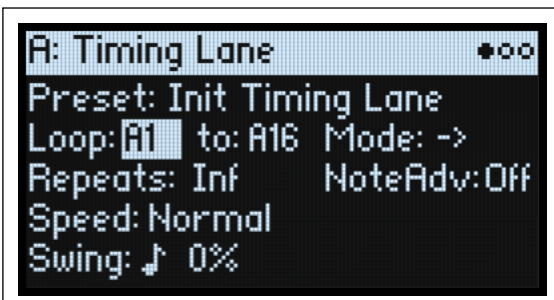 A: Timing Lane
Preset: Init Timing Lane
Loop: A1 to: A16 Mode: ->
Repeats: Inf NoteAdv: Off
Speed: Normal
Swing: ♪ 0%